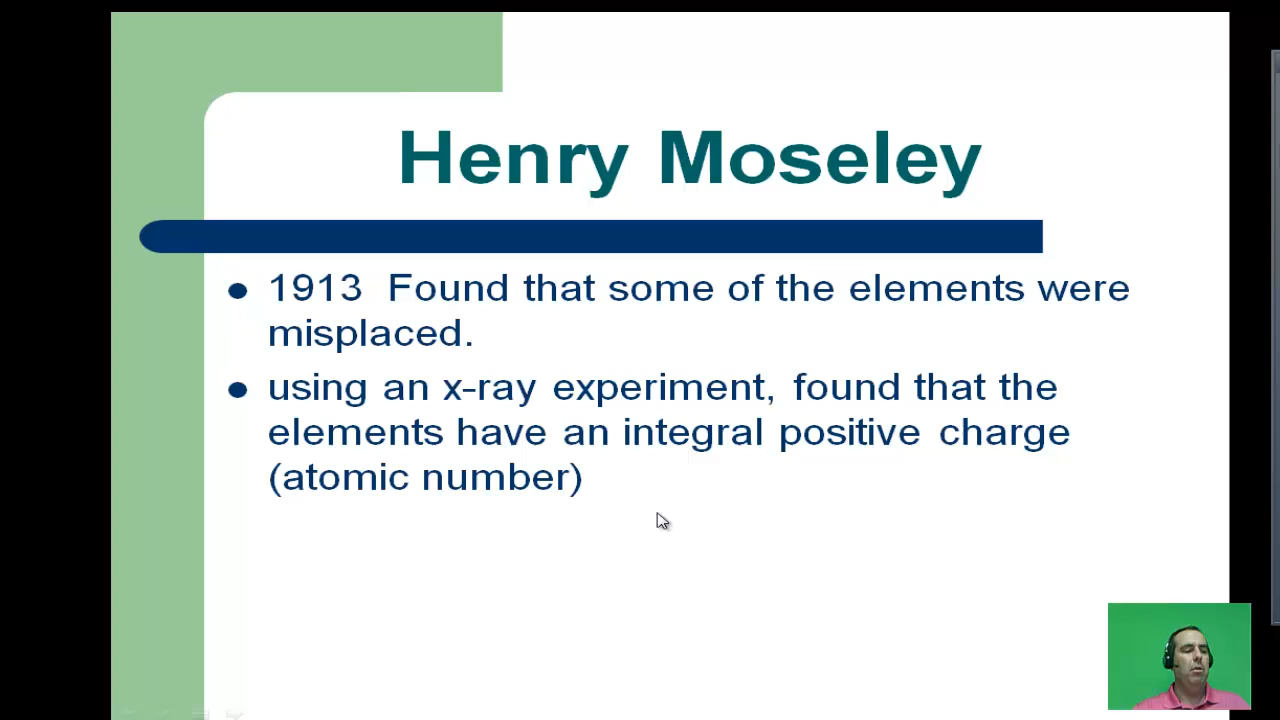 Henry Moseley
1913  Found that some of the elements were
misplaced.
using an x-ray experiment, found that the
elements have an integral positive charge
(atomic number)